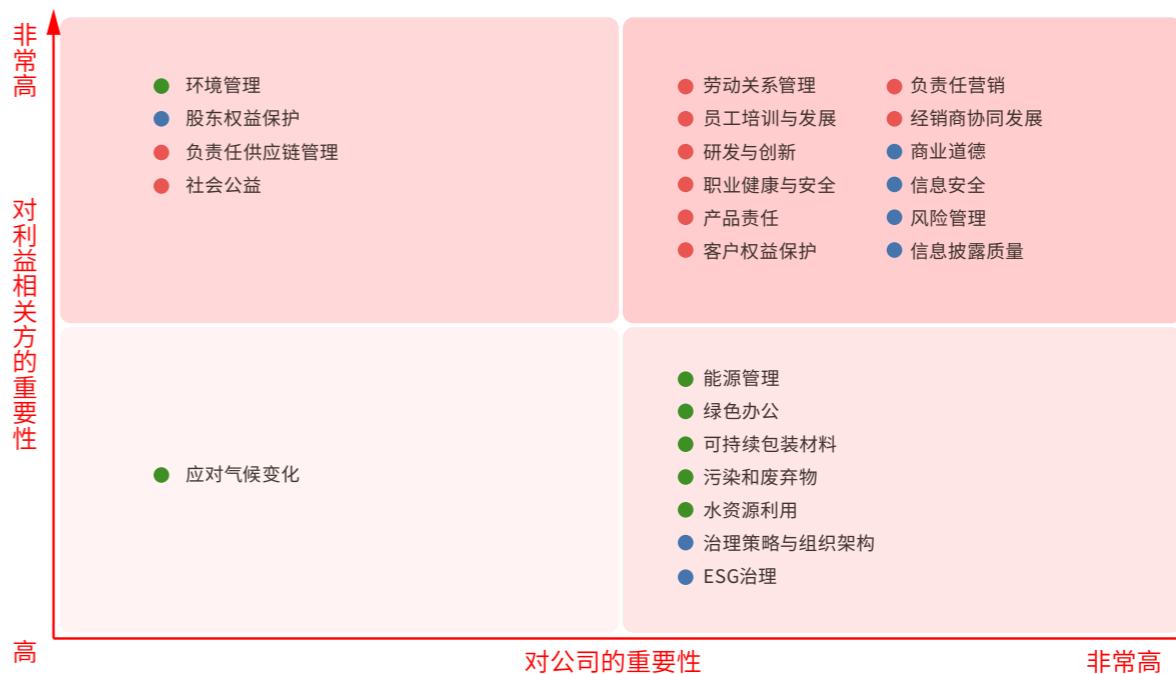 非常高
对利益相关方的重要性
高
环境管理
股东权益保护
负责任供应链管理
社会公益
劳动关系管理
员工培训与发展
研发与创新
职业健康与安全
产品责任
客户权益保护
负责任营销
经销商协同发展
商业道德
信息安全
风险管理
信息披露质量
应对气候变化
能源管理
绿色办公
可持续包装材料
污染和废弃物
水资源利用
治理策略与组织架构
ESG治理
对公司的重要性
非常高